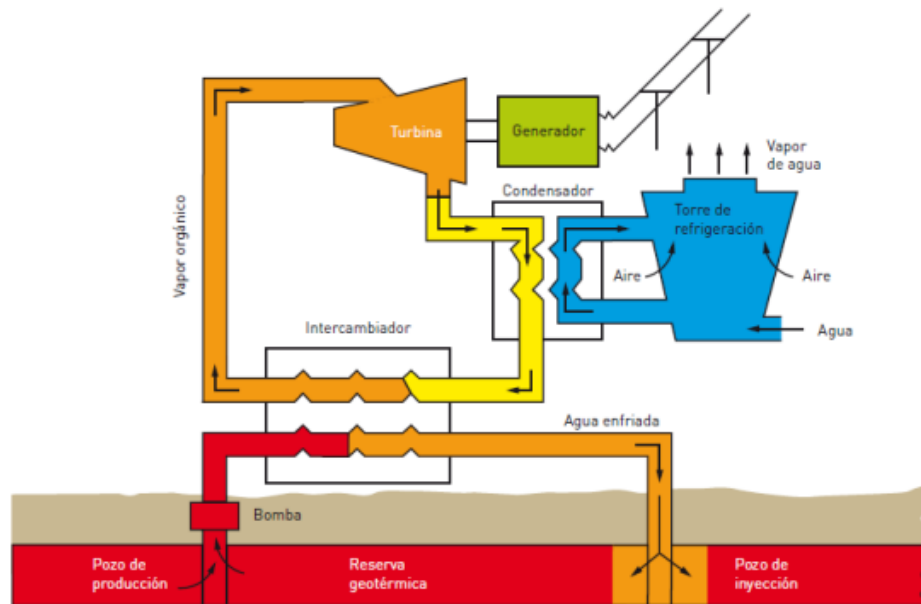 Turbina
Generador
Vapor
de agua
Condensador
Torre de
refrigeración
Vapor orgánico
Aire
Aire
Intercambiador
Agua
Agua enfriada
Bomba
Pozo de
producción
Reserva
geotérmica
Pozo de
inyección